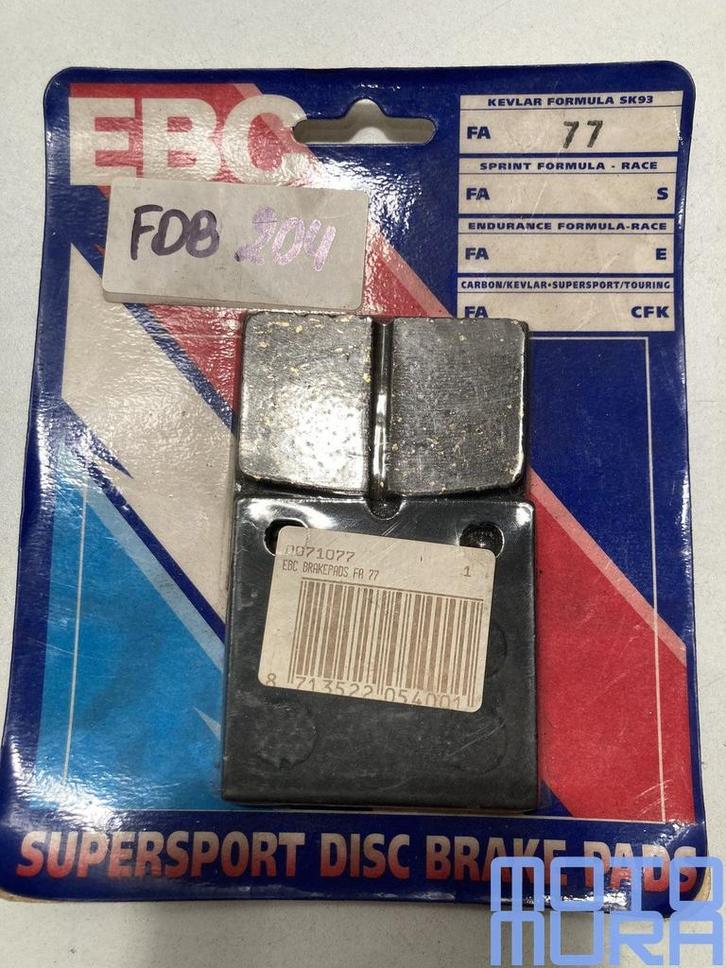 EBC
KEVLAR FORMULA SK93
FA 77
SPRINT FORMULA - RACE
FA S
ENDURANCE FORMULA-RACE
FA E
CARBON/KEVLAR•SUPERSPORT/TOURING
FA CFK
FDB 204
0071077
EBC BRAKEPADS FA 77 1
8 713522 054001
SUPERSPORT DISC BRAKE PADS
MOTO
MORA